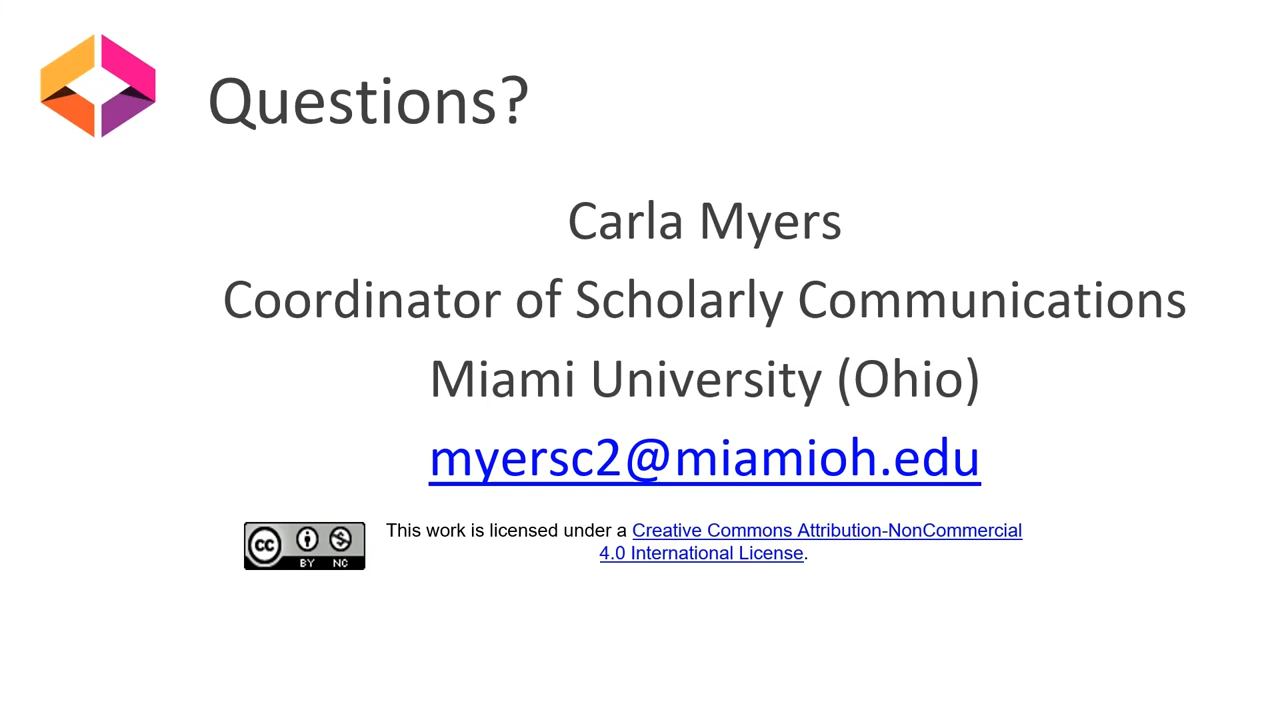 Questions?
Carla Myers
Coordinator of Scholarly Communications
Miami University (Ohio)
myersc2@miamioh.edu
cc BY NC
This work is licensed under a Creative Commons Attribution-NonCommercial
4.0 International License.